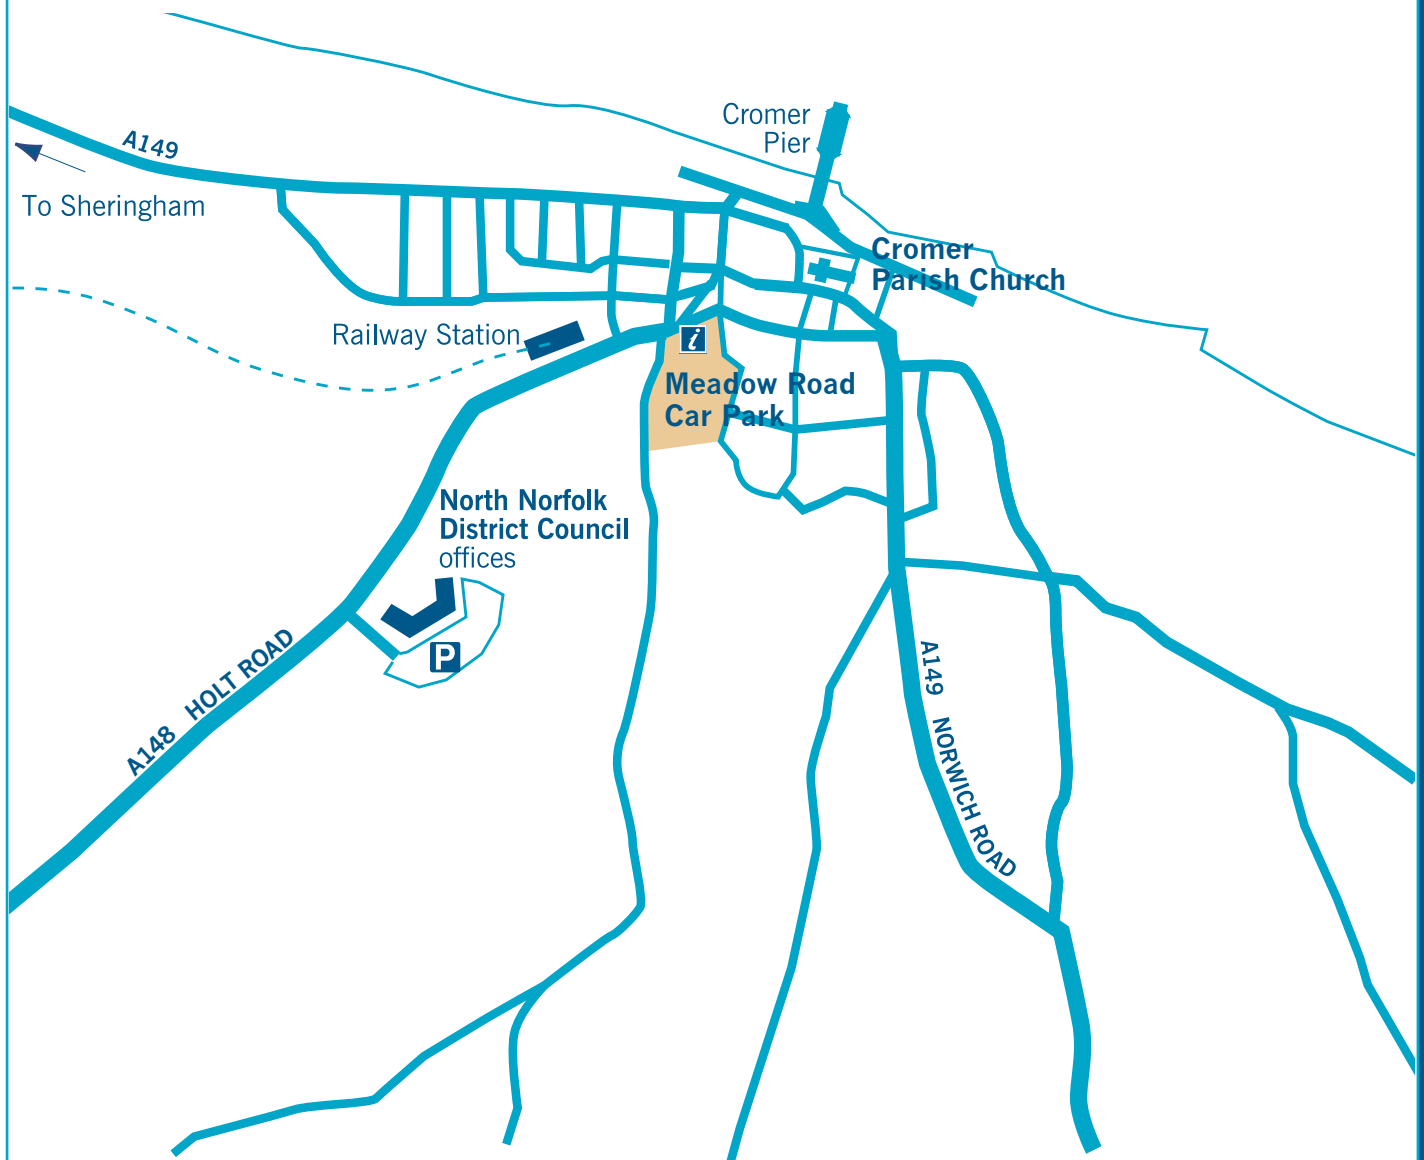 Cromer
Pier
A149
To Sheringham
Cromer
Parish Church
Railway Station
i
Meadow Road
Car Park
North Norfolk
District Council
offices
P
A148 HOLT ROAD
A149 NORWICH ROAD